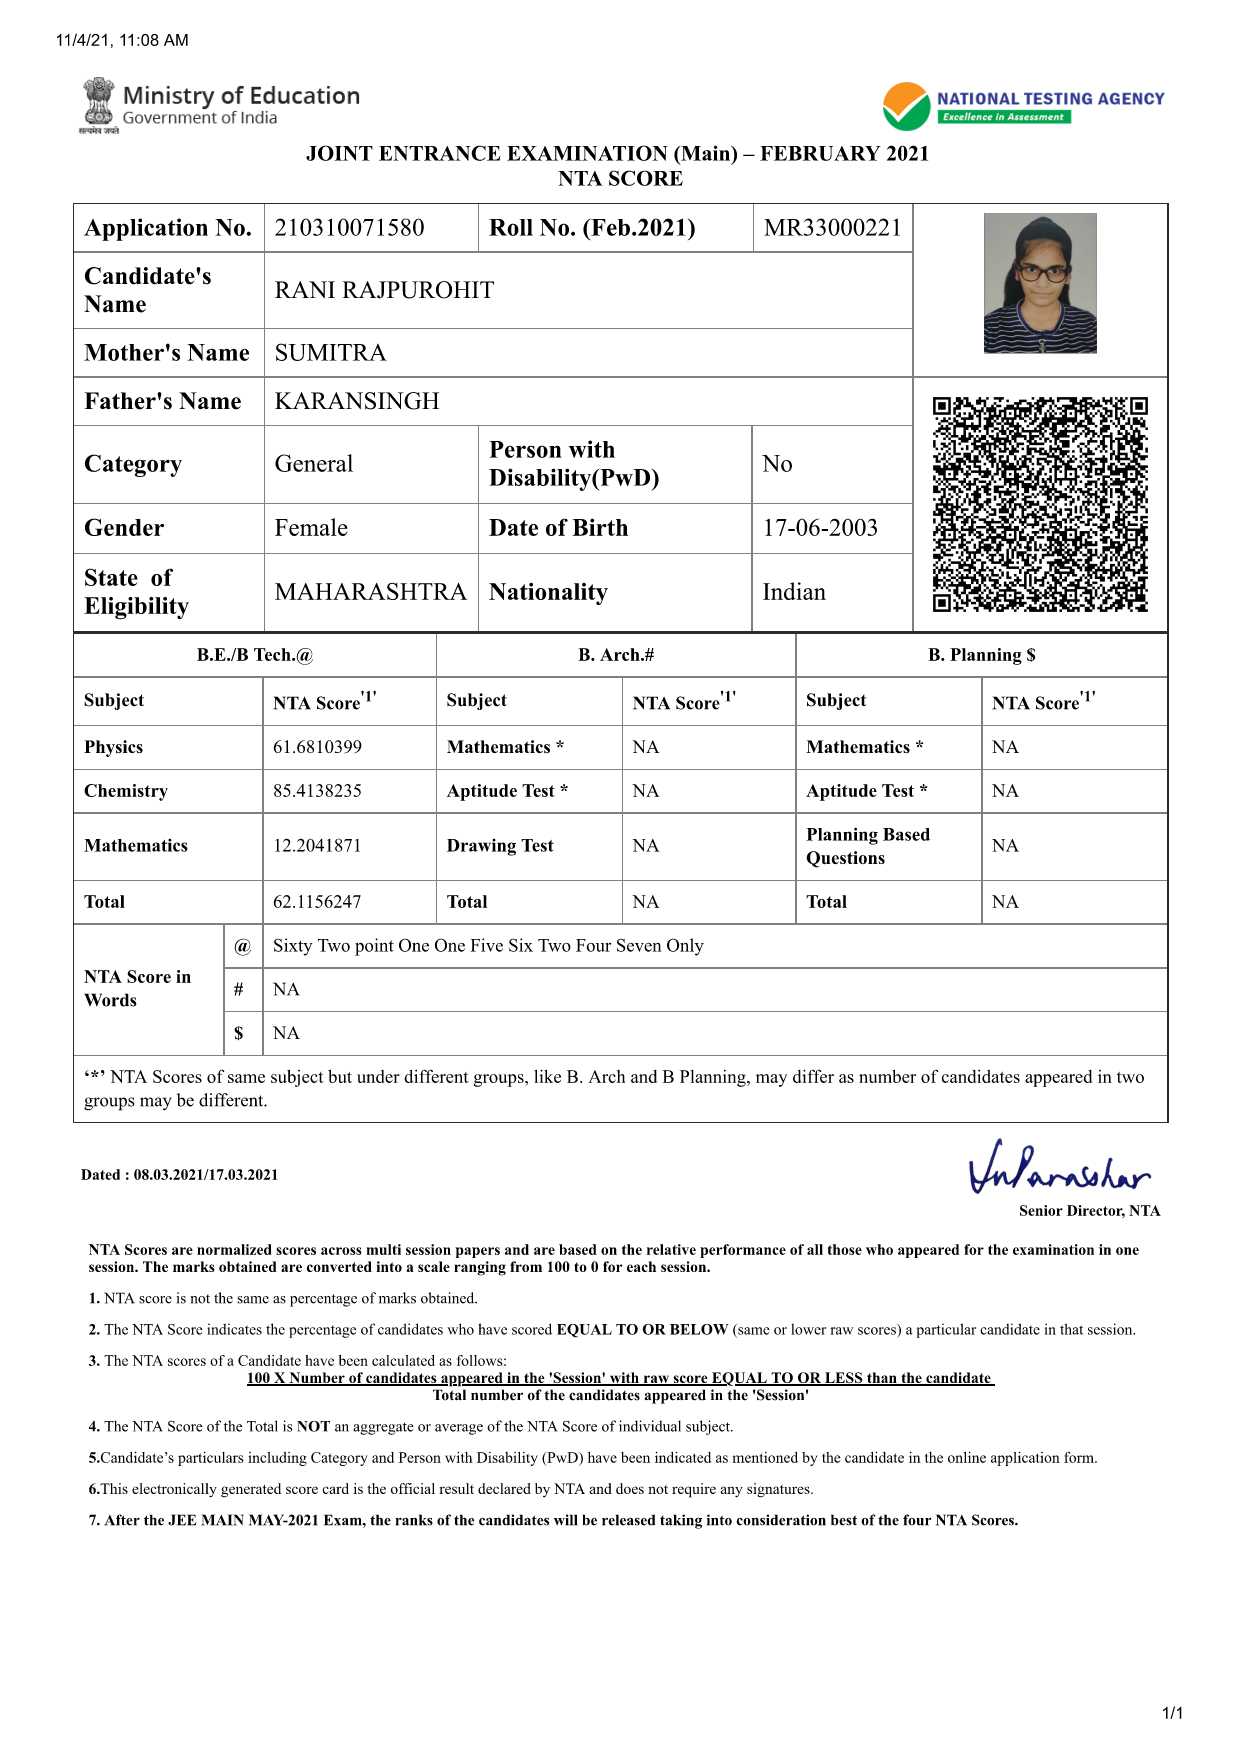 11/4/21, 11:08 AM
Ministry of Education
Government of India
सत्यमेव जयते
NATIONAL TESTING AGENCY
Excellence in Assessment
JOINT ENTRANCE EXAMINATION (Main) – FEBRUARY 2021
NTA SCORE
Application No. 210310071580 Roll No. (Feb.2021) MR33000221
Candidate's
Name
RANI RAJPUROHIT
Mother's Name SUMITRA
Father's Name KARANSINGH
Category General
Person with
Disability(PwD)
No
Gender Female Date of Birth 17-06-2003
State of
Eligibility
MAHARASHTRA Nationality Indian
B.E./B Tech.@ B. Arch.# B. Planning $
Subject NTA Score'1' Subject NTA Score'1' Subject NTA Score'1'
Physics 61.6810399 Mathematics * NA Mathematics * NA
Chemistry 85.4138235 Aptitude Test * NA Aptitude Test * NA
Mathematics 12.2041871 Drawing Test NA
Planning Based
Questions
NA
Total 62.1156247 Total NA Total NA
NTA Score in
Words
@ Sixty Two point One One Five Six Two Four Seven Only
# NA
$ NA
‘*’ NTA Scores of same subject but under different groups, like B. Arch and B Planning, may differ as number of candidates appeared in two
groups may be different.
Dated : 08.03.2021/17.03.2021
Senior Director, NTA
NTA Scores are normalized scores across multi session papers and are based on the relative performance of all those who appeared for the examination in one
session. The marks obtained are converted into a scale ranging from 100 to 0 for each session.
1. NTA score is not the same as percentage of marks obtained.
2. The NTA Score indicates the percentage of candidates who have scored EQUAL TO OR BELOW (same or lower raw scores) a particular candidate in that session.
3. The NTA scores of a Candidate have been calculated as follows:
100 X Number of candidates appeared in the 'Session' with raw score EQUAL TO OR LESS than the candidate
Total number of the candidates appeared in the 'Session'
4. The NTA Score of the Total is NOT an aggregate or average of the NTA Score of individual subject.
5.Candidate’s particulars including Category and Person with Disability (PwD) have been indicated as mentioned by the candidate in the online application form.
6.This electronically generated score card is the official result declared by NTA and does not require any signatures.
7. After the JEE MAIN MAY-2021 Exam, the ranks of the candidates will be released taking into consideration best of the four NTA Scores.
1/1